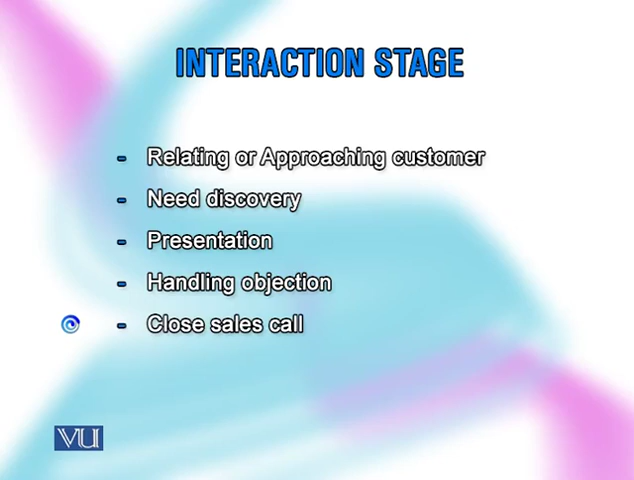 INTERACTION STAGE
- Relating or Approaching customer
- Need discovery
- Presentation
- Handling objection
- Close sales call
VU